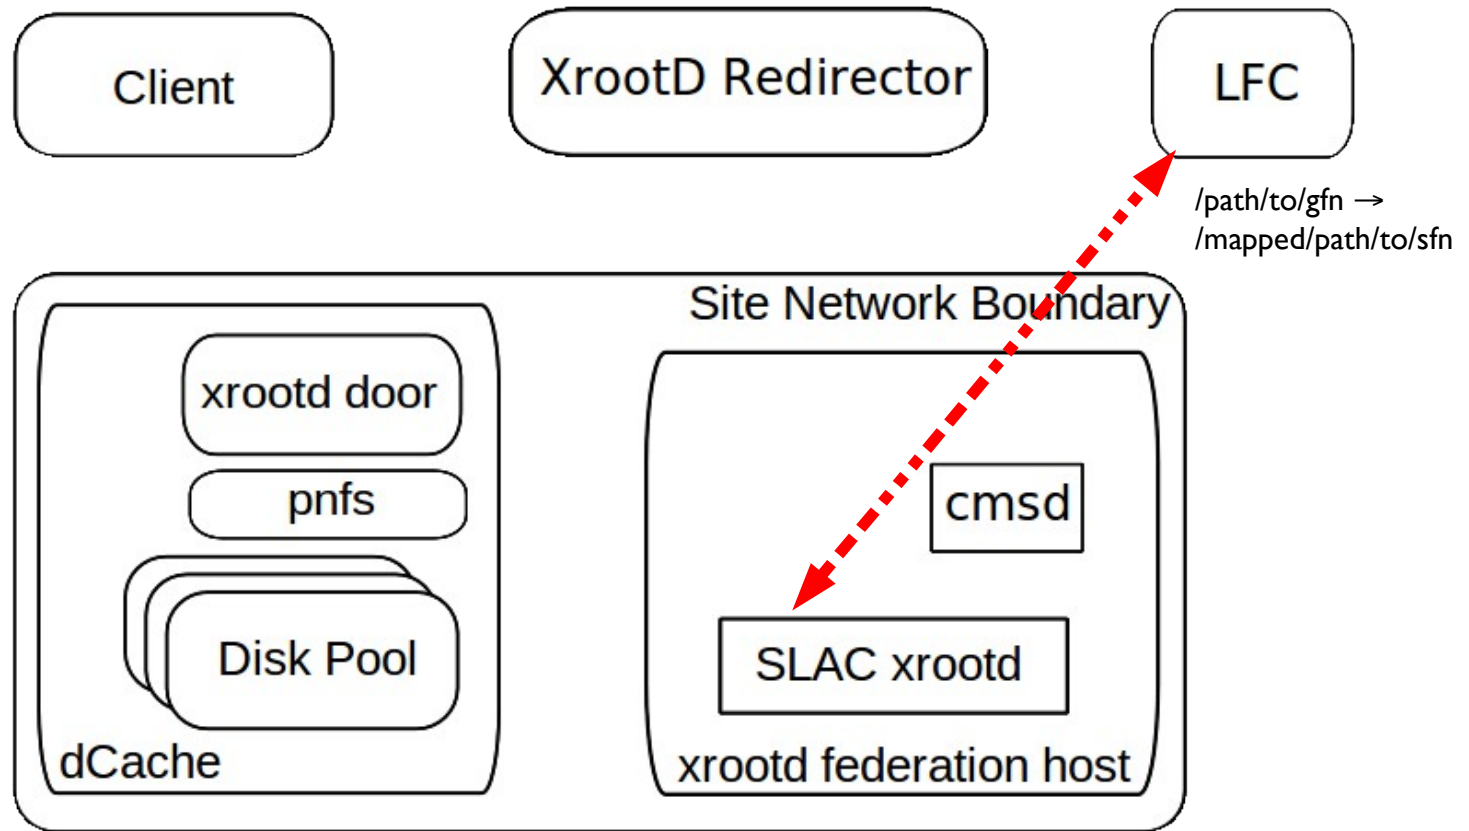 Client
XrootD Redirector
LFC
/path/to/gfn →
/mapped/path/to/sfn
Site Network Boundary
xrootd door
pnfs
Disk Pool
dCache
cmsd
SLAC xrootd
xrootd federation host